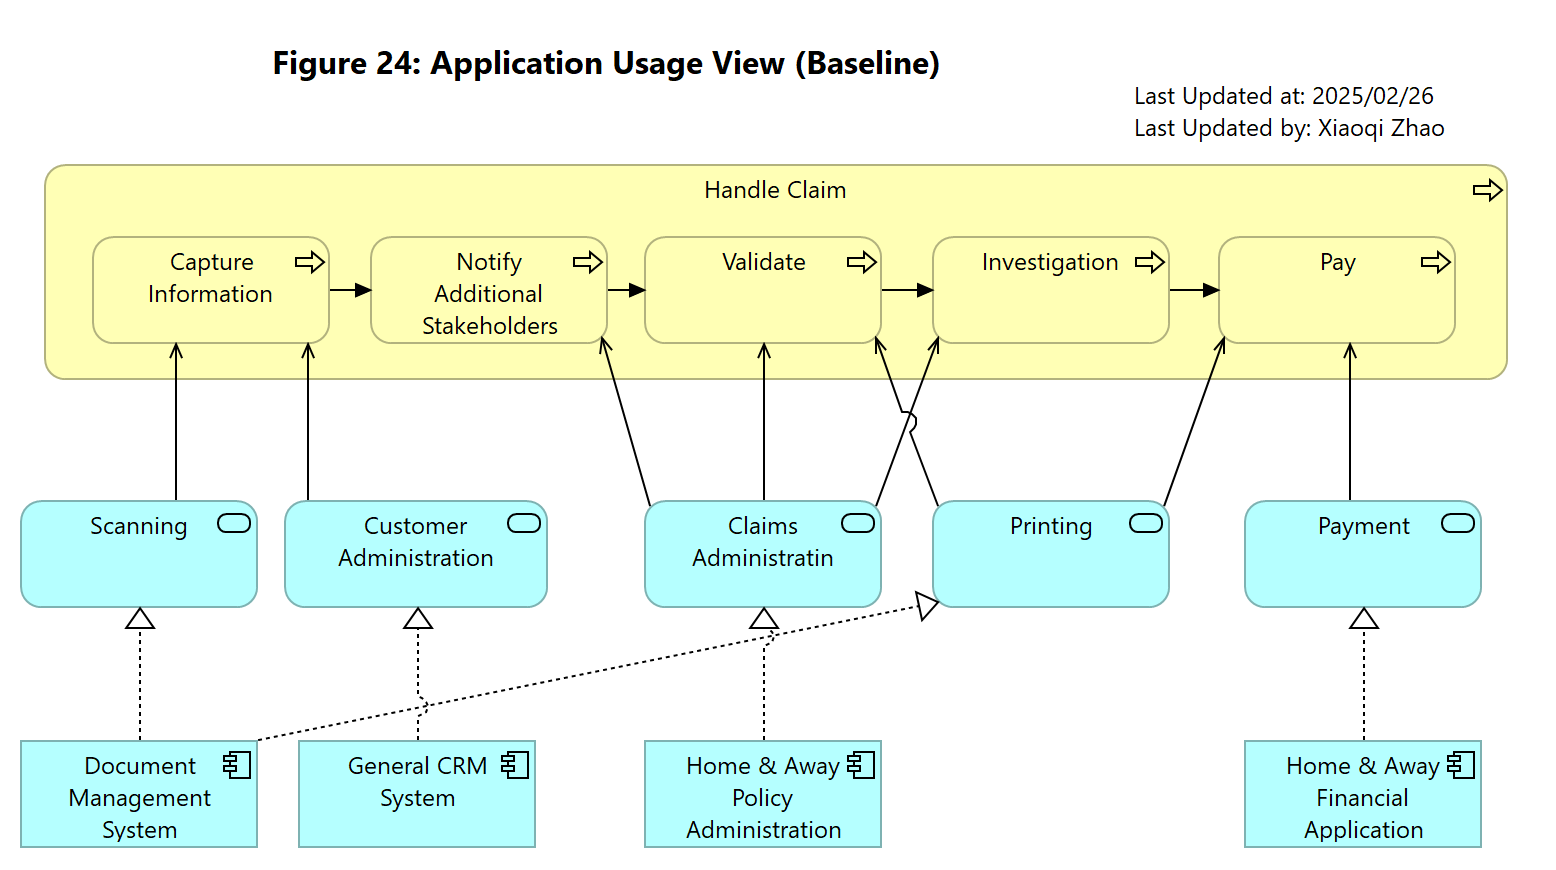 Figure 24: Application Usage View (Baseline)
Last Updated at: 2025/02/26
Last Updated by: Xiaoqi Zhao
Handle Claim
Capture
Information
Notify
Additional
Stakeholders
Validate
Investigation
Pay
Scanning
Customer
Administration
Claims
Administratin
Printing
Payment
Document
Management
System
General CRM
System
Home & Away
Policy
Administration
Home & Away
Financial
Application